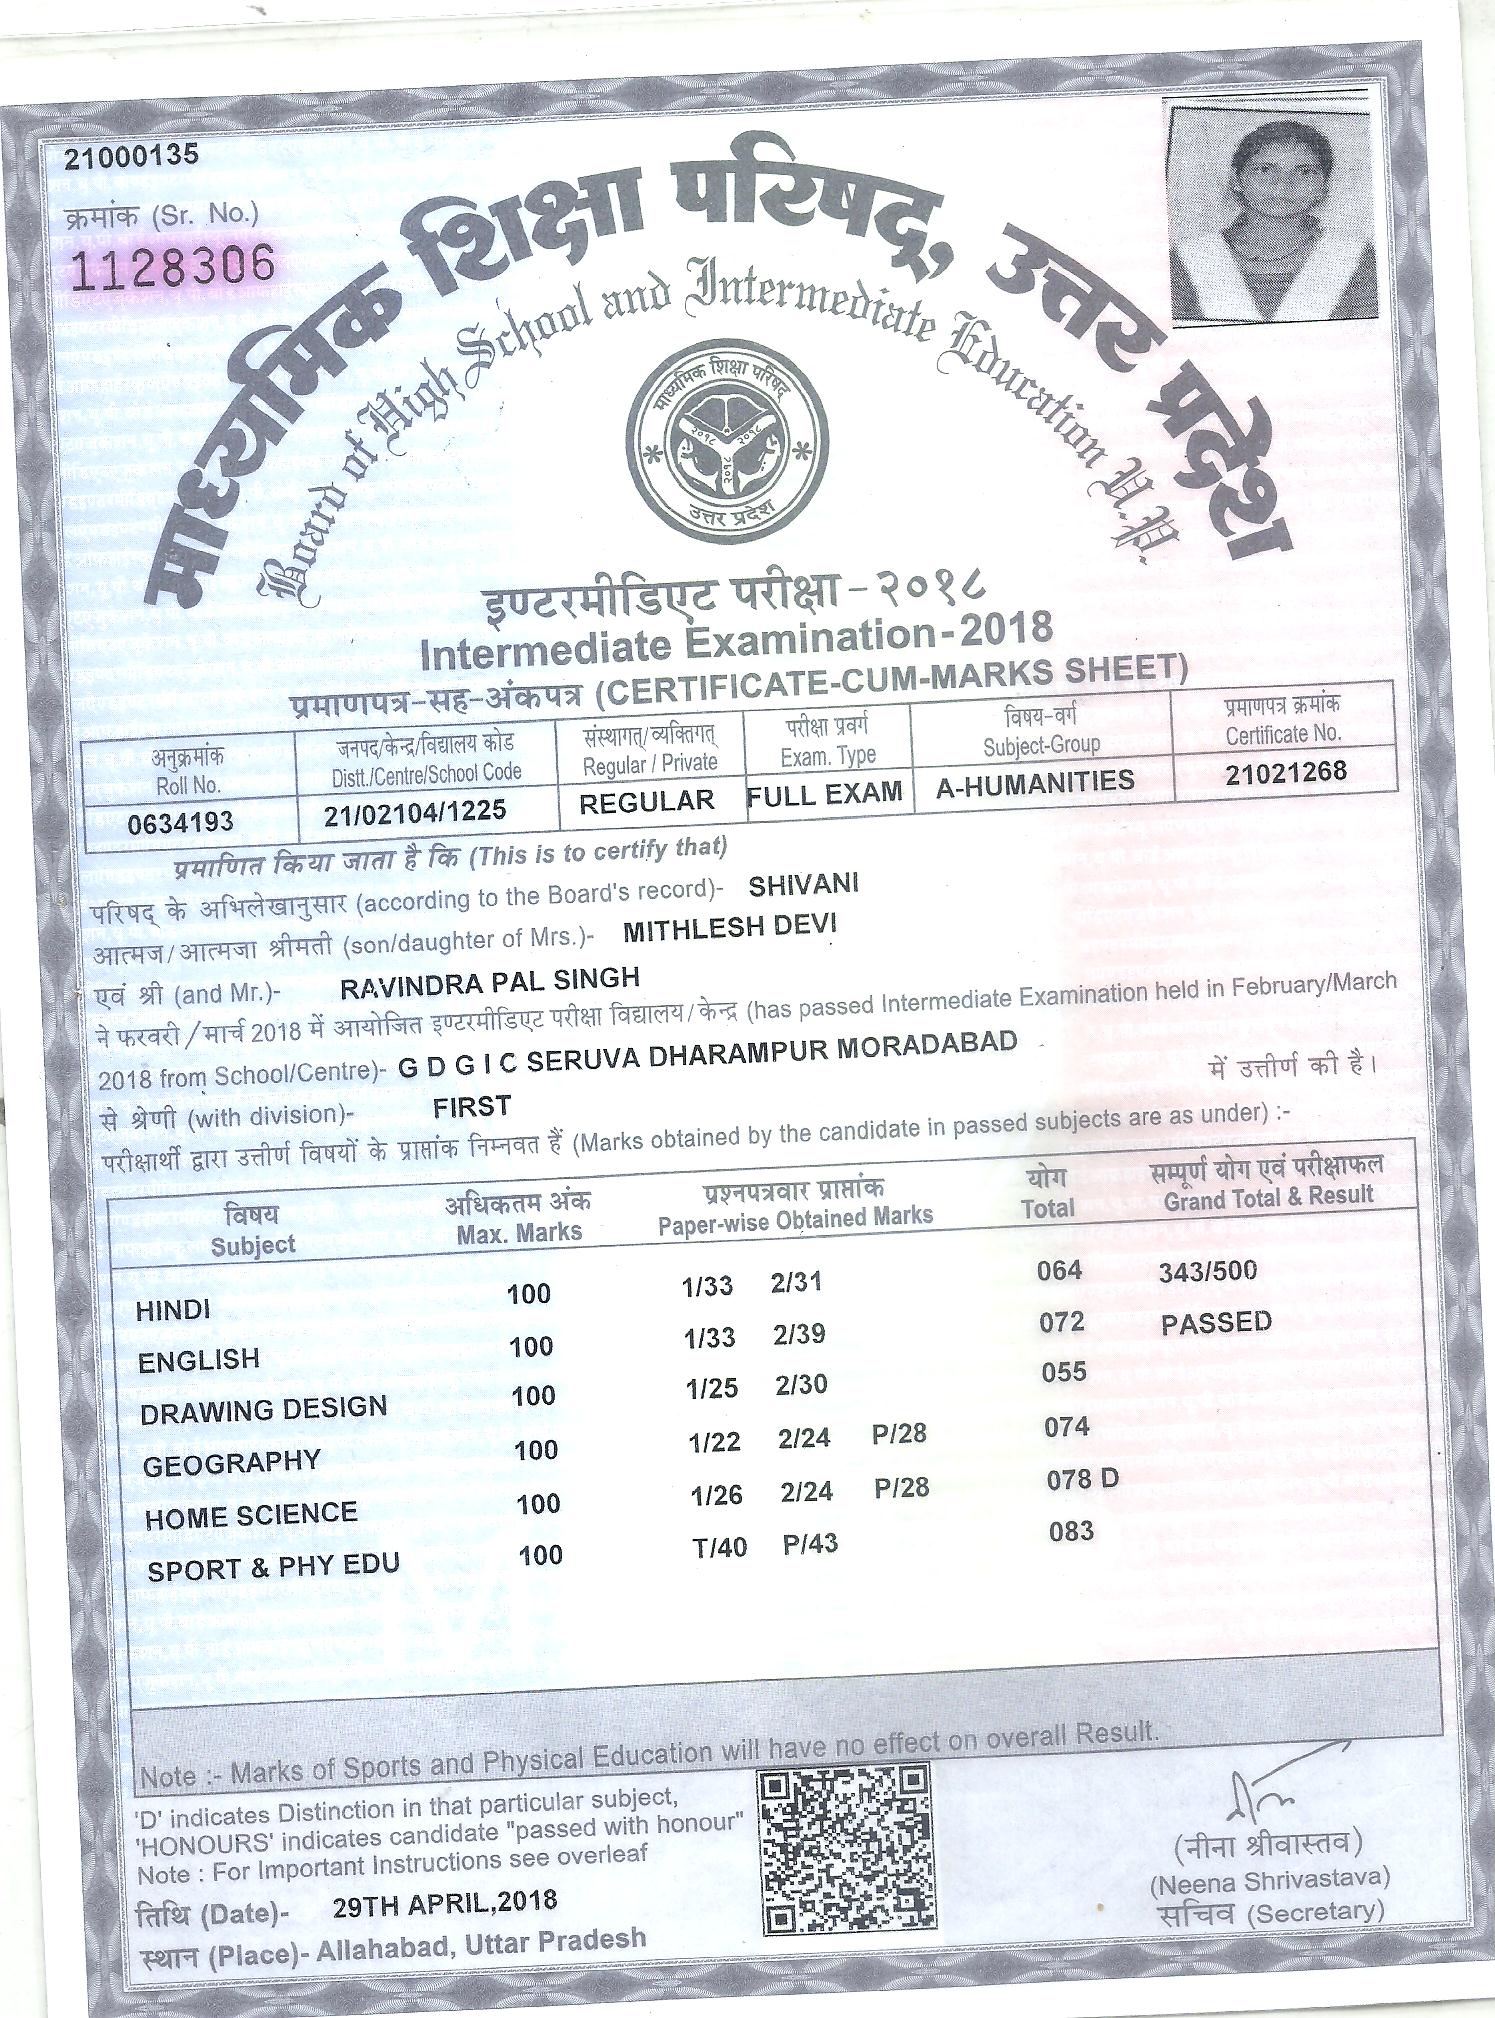 21000135
क्रमांक (Sr. No.)
1128306
माध्यमिक शिक्षा परिषद्, उत्तर प्रदेश
Board of High School and Intermediate Education U.P.
माध्यमिक शिक्षा परिषद्
२०१८ २०१८
२०१८
उत्तर प्रदेश
इण्टरमीडिएट परीक्षा-२०१८
Intermediate Examination-2018
प्रमाणपत्र-सह-अंकपत्र (CERTIFICATE-CUM-MARKS SHEET)
अनुक्रमांक जनपद/केन्द्र/विद्यालय कोड संस्थागत/व्यक्तिगत् परीक्षा प्रवर्ग विषय-वर्ग प्रमाणपत्र क्रमांक
Roll No. Distt./Centre/School Code Regular / Private Exam. Type Subject-Group Certificate No.
0634193 21/02104/1225 REGULAR FULL EXAM A-HUMANITIES 21021268
प्रमाणित किया जाता है कि (This is to certify that)
परिषद् के अभिलेखानुसार (according to the Board's record)- SHIVANI
आत्मज/आत्मजा श्रीमती (son/daughter of Mrs.)- MITHLESH DEVI
एवं श्री (and Mr.)- RAVINDRA PAL SINGH
ने फरवरी/मार्च 2018 में आयोजित इण्टरमीडिएट परीक्षा विद्यालय/केन्द्र (has passed Intermediate Examination held in February/March
2018 from School/Centre)- G D G I C SERUVA DHARAMPUR MORADABAD
से श्रेणी (with division)- FIRST में उत्तीर्ण की है।
परीक्षार्थी द्वारा उत्तीर्ण विषयों के प्राप्तांक निम्नवत हैं (Marks obtained by the candidate in passed subjects are as under) :-
विषय अधिकतम अंक प्रश्नपत्रवार प्राप्तांक योग सम्पूर्ण योग एवं परीक्षाफल
Subject Max. Marks Paper-wise Obtained Marks Total Grand Total & Result
HINDI 100 1/33 2/31 064 343/500
ENGLISH 100 1/33 2/39 072 PASSED
DRAWING DESIGN 100 1/25 2/30 055
GEOGRAPHY 100 1/22 2/24 P/28 074
HOME SCIENCE 100 1/26 2/24 P/28 078 D
SPORT & PHY EDU 100 T/40 P/43 083
Note :- Marks of Sports and Physical Education will have no effect on overall Result.
'D' indicates Distinction in that particular subject,
'HONOURS' indicates candidate "passed with honour"
Note : For Important Instructions see overleaf
तिथि (Date)- 29TH APRIL,2018
स्थान (Place)- Allahabad, Uttar Pradesh
(नीना श्रीवास्तव)
(Neena Shrivastava)
सचिव (Secretary)